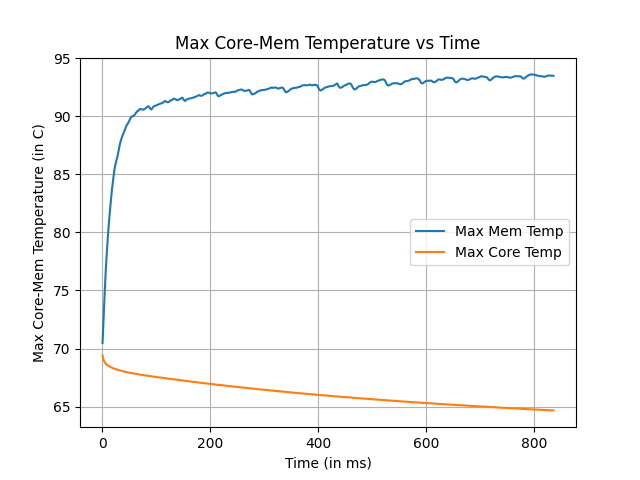 Max Core-Mem Temperature vs Time
Max Core-Mem Temperature (in C)
95
90
85
80
75
70
65
Max Mem Temp
Max Core Temp
0 200 400 600 800
Time (in ms)